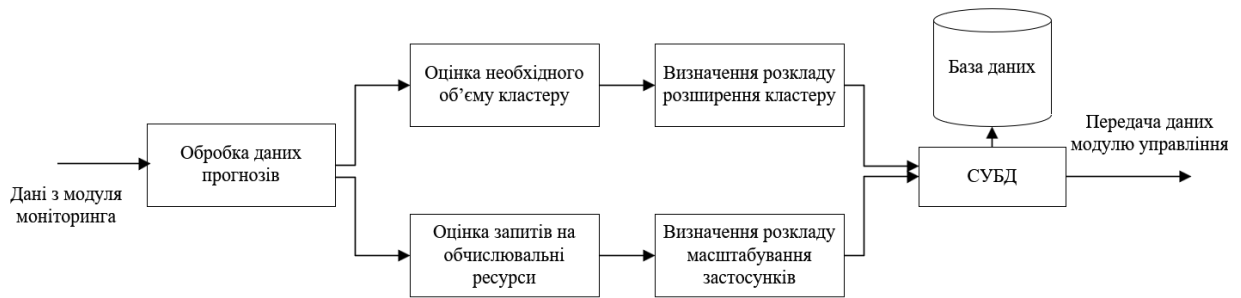 Дані з модуля
моніторинга
Обробка даних
прогнозів
Оцінка необхідного
об’єму кластеру
Визначення розкладу
розширення кластеру
Оцінка запитів на
обчислювальні
ресурси
Визначення розкладу
масштабування
застосунків
База даних
СУБД
Передача даних
модулю управління